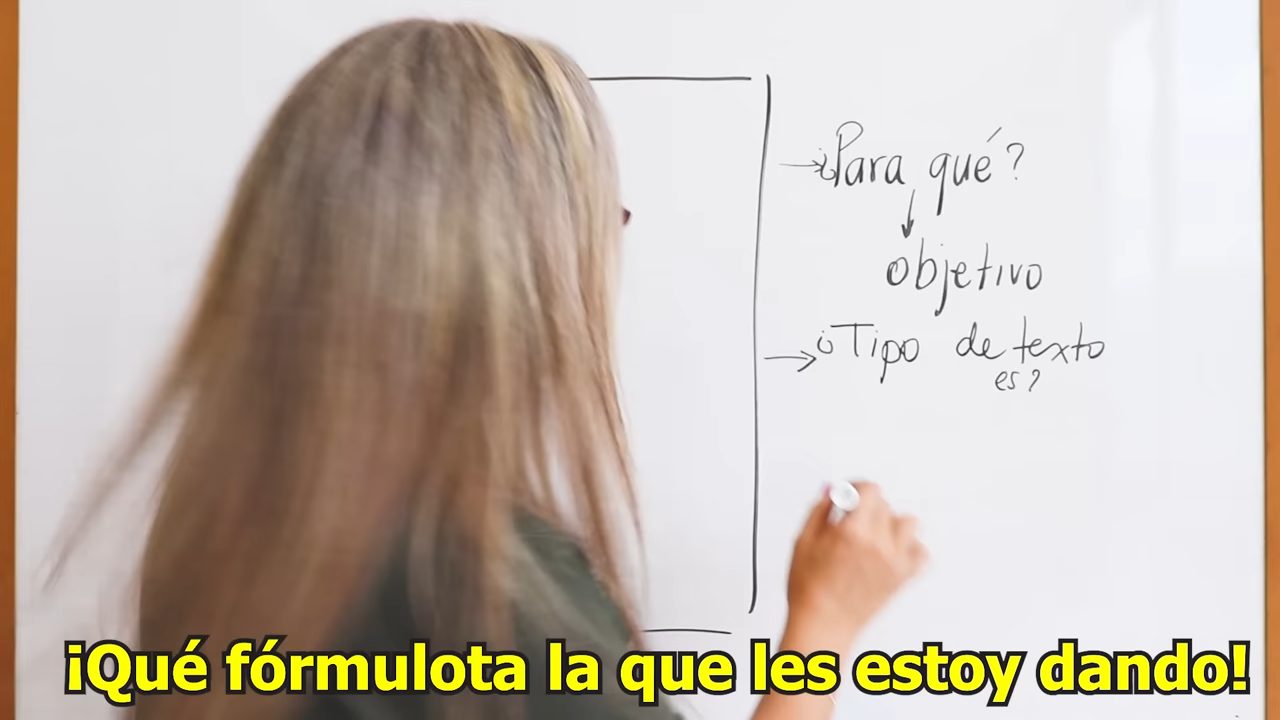 ¿Para qué?
objetivo
¿Tipo de texto
es?
¡Qué fórmulota la que les estoy dando!